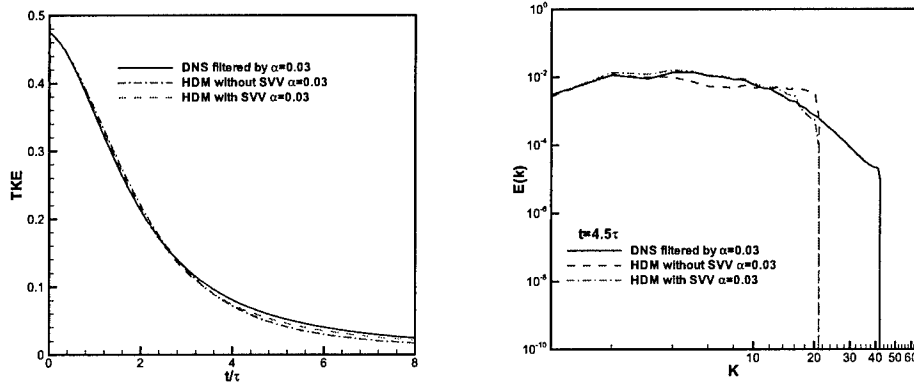 0.5
0.4
0.3
0.2
0.1
0
TKE
DNS filtered by α=0.03
HDM without SVV α=0.03
HDM with SVV α=0.03
0 2 4 6 8
t/τ
10^0
10^-2
10^-4
10^-6
10^-8
10^-10
E(k)
t=4.5τ
DNS filtered by α=0.03
HDM without SVV α=0.03
HDM with SVV α=0.03
10 20 30 40 50 60
K